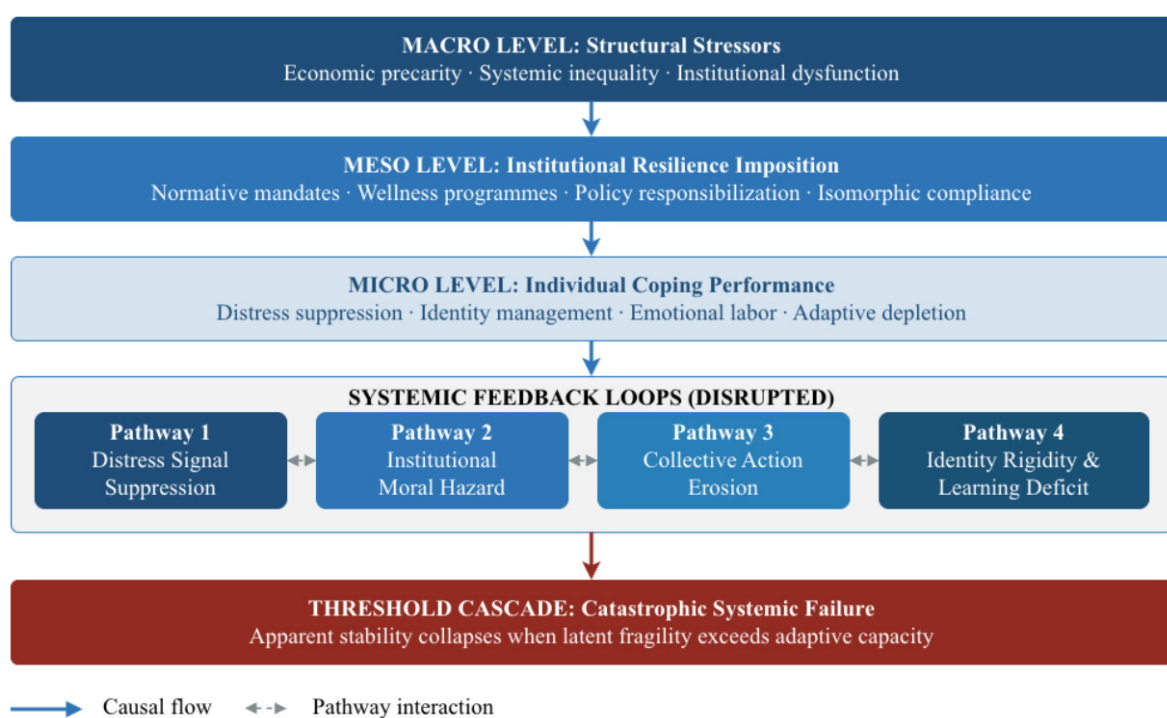 MACRO LEVEL: Structural Stressors
Economic precarity · Systemic inequality · Institutional dysfunction
MESO LEVEL: Institutional Resilience Imposition
Normative mandates · Wellness programmes · Policy responsibilization · Isomorphic compliance
MICRO LEVEL: Individual Coping Performance
Distress suppression · Identity management · Emotional labor · Adaptive depletion
SYSTEMIC FEEDBACK LOOPS (DISRUPTED)
Pathway 1
Distress Signal
Suppression
Pathway 2
Institutional
Moral Hazard
Pathway 3
Collective Action
Erosion
Pathway 4
Identity Rigidity &
Learning Deficit
THRESHOLD CASCADE: Catastrophic Systemic Failure
Apparent stability collapses when latent fragility exceeds adaptive capacity
Causal flow
Pathway interaction